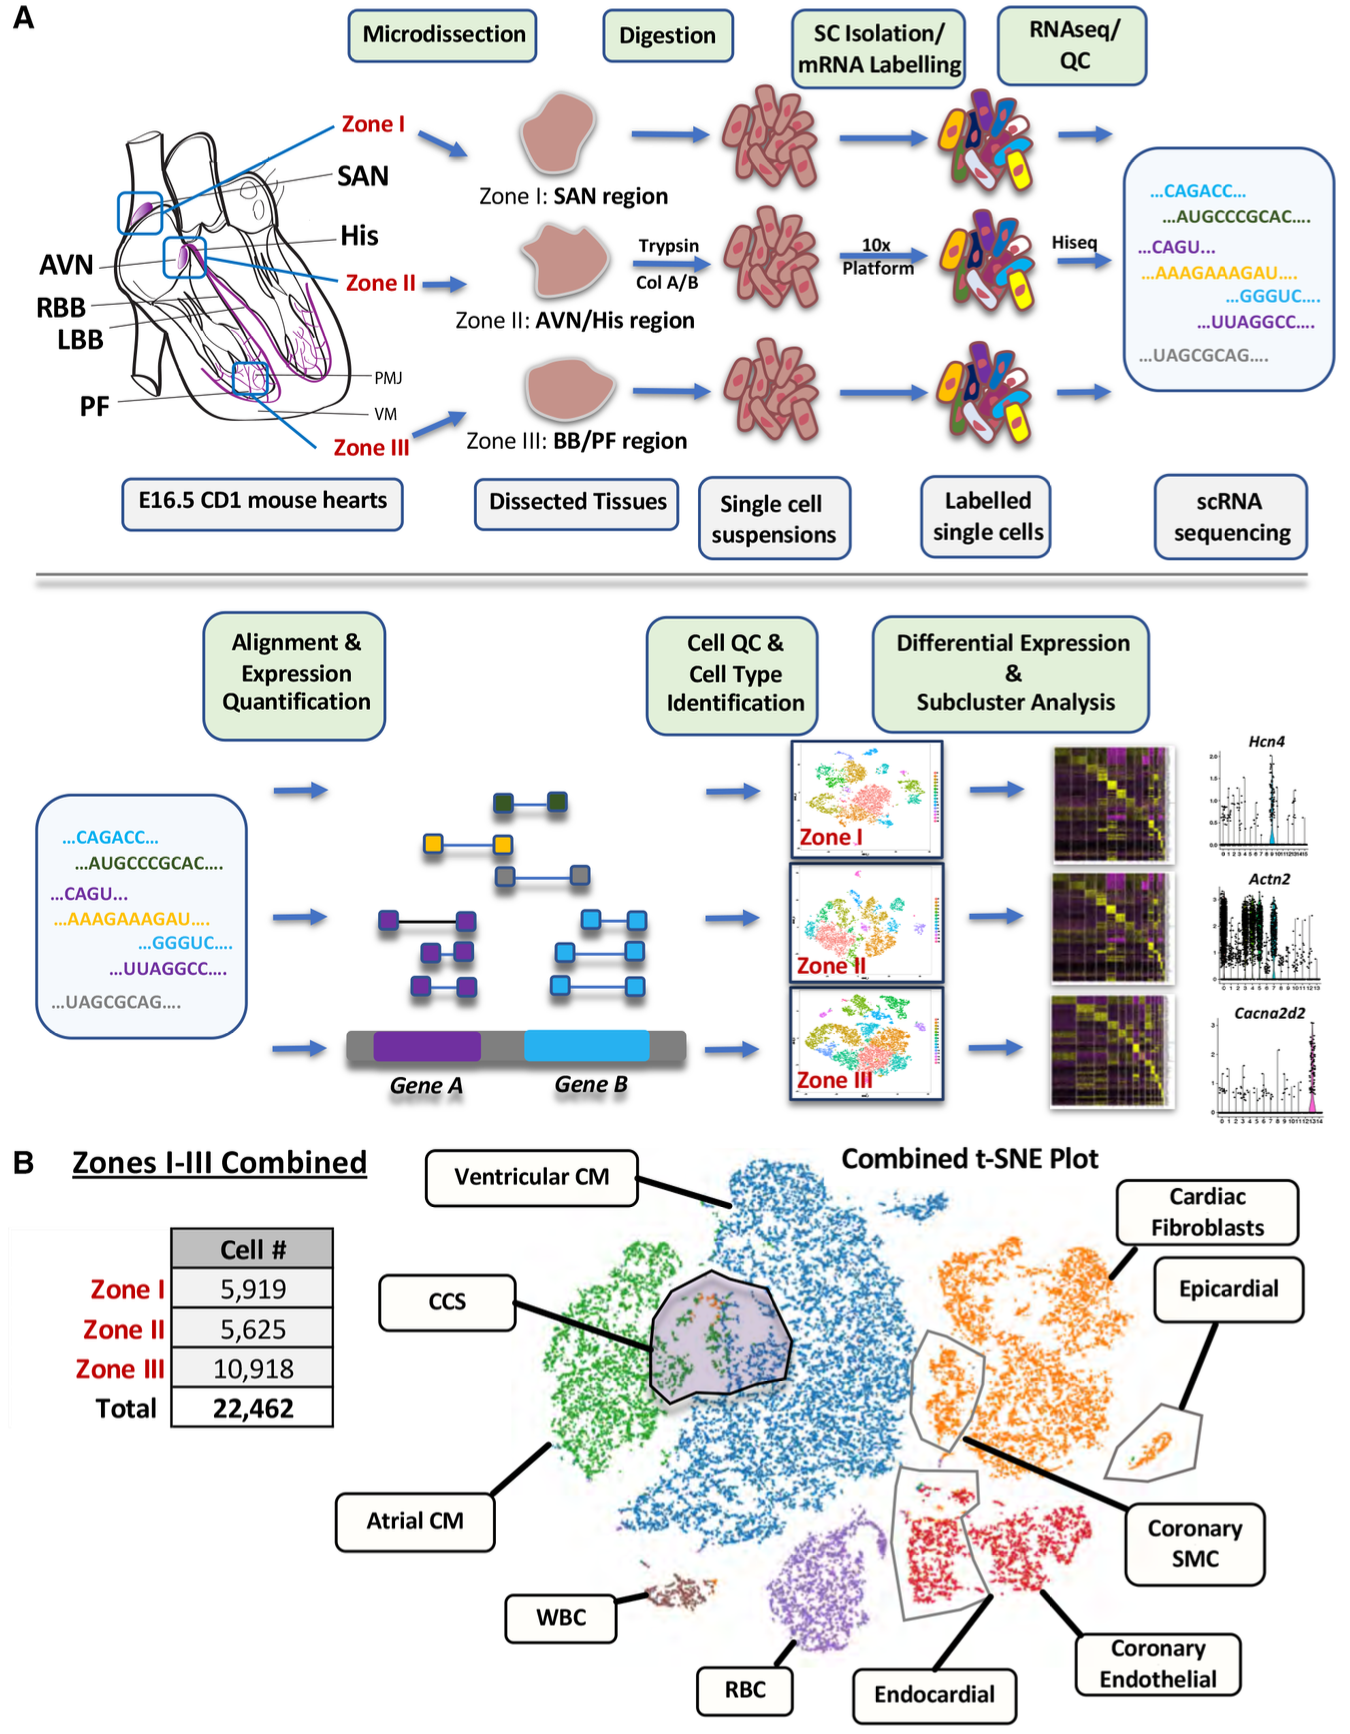 A
Microdissection
Digestion
SC Isolation/
mRNA Labelling
RNAseq/
QC
Zone I
SAN
His
AVN
Zone II
RBB
LBB
PMJ
PF
VM
Zone III
Zone I: SAN region
Zone II: AVN/His region
Zone III: BB/PF region
Trypsin
Col A/B
10x
Platform
Hiseq
...CAGACC...
...AUGCCCGCAC....
...CAGU...
...AAAGAAAGAU....
...GGGUC....
...UUAGGCC....
...UAGCGCAG....
E16.5 CD1 mouse hearts
Dissected Tissues
Single cell
suspensions
Labelled
single cells
scRNA
sequencing
Alignment &
Expression
Quantification
Cell QC &
Cell Type
Identification
Differential Expression
&
Subcluster Analysis
...CAGACC...
...AUGCCCGCAC....
...CAGU...
...AAAGAAAGAU....
...GGGUC....
...UUAGGCC....
...UAGCGCAG....
Gene A
Gene B
Zone I
Zone II
Zone III
Hcn4
Actn2
Cacna2d2
B
Zones I-III Combined
Combined t-SNE Plot
Cell #
Zone I 5,919
Zone II 5,625
Zone III 10,918
Total 22,462
Ventricular CM
Cardiac
Fibroblasts
Epicardial
CCS
Atrial CM
Coronary
SMC
WBC
RBC
Endocardial
Coronary
Endothelial